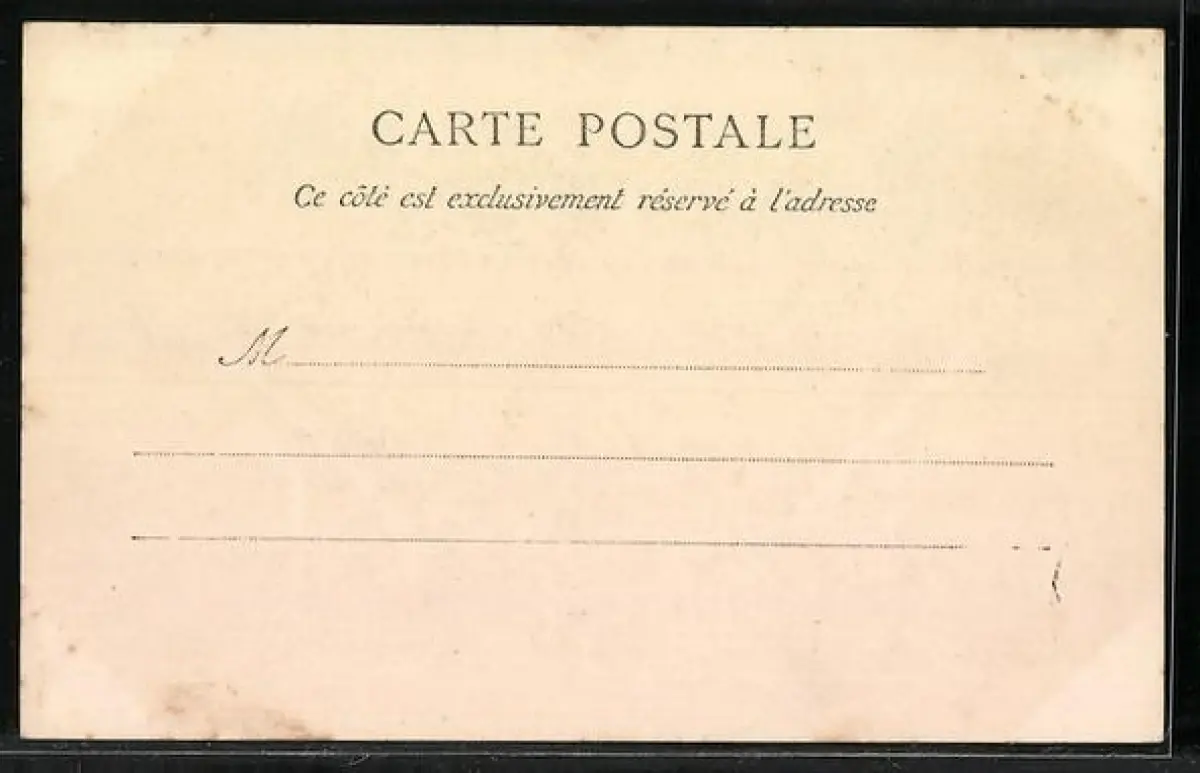 CARTE POSTALE
Ce côté est exclusivement réservé à l'adresse
M